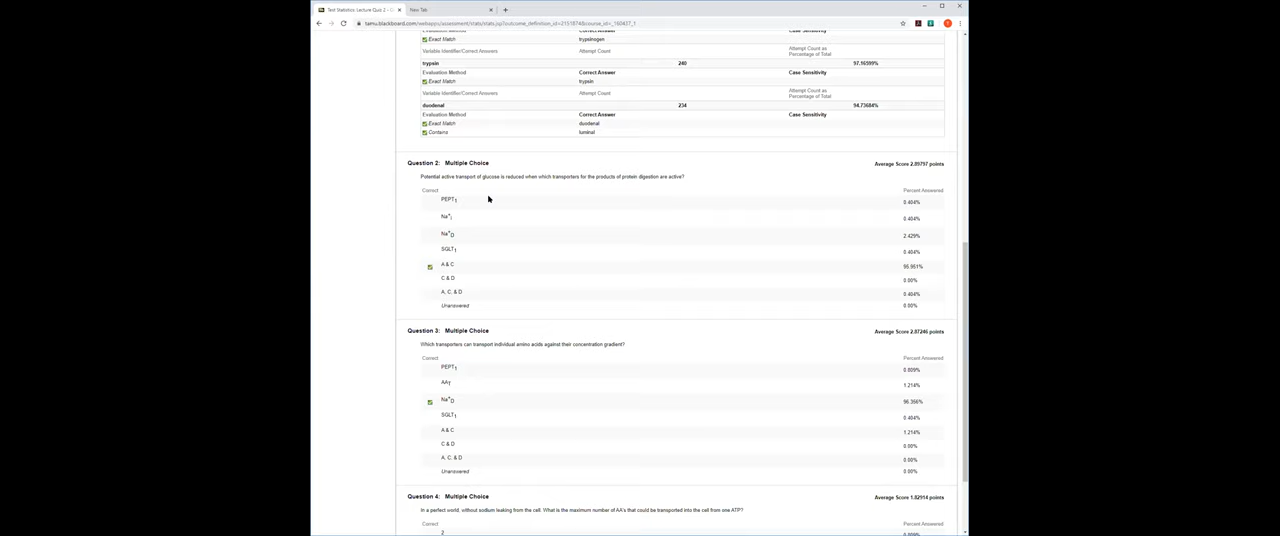 Test Statistics: Lecture Quiz 2 -
New Tab
tamu.blackboard.com/webapps/assessment/stats/stats.jsp?outcome_definition_id=2151874&course_id=_160437_1
Exact Match trypsinogen
Variable Identifier/Correct Answers Attempt Count Attempt Count as Percentage of Total
trypsin 240 97.16599%
Evaluation Method Correct Answer Case Sensitivity
Exact Match trypsin
Variable Identifier/Correct Answers Attempt Count Attempt Count as Percentage of Total
duodenal 234 94.73684%
Evaluation Method Correct Answer Case Sensitivity
Exact Match duodenal
Contains luminal
Question 2: Multiple Choice Average Score 2.89797 points
Potential active transport of glucose is reduced when which transporters for the products of protein digestion are active?
Correct Percent Answered
PEPT1 0.404%
Na+I 0.404%
Na+D 2.429%
SGLT1 0.404%
A & C 95.951%
C & D 0.00%
A, C, & D 0.404%
Unanswered 0.00%
Question 3: Multiple Choice Average Score 2.87246 points
Which transporters can transport individual amino acids against their concentration gradient?
Correct Percent Answered
PEPT1 0.809%
AAT 1.214%
Na+D 96.356%
SGLT1 0.404%
A & C 1.214%
C & D 0.00%
A, C, & D 0.00%
Unanswered 0.00%
Question 4: Multiple Choice Average Score 1.82914 points
In a perfect world, without sodium leaking from the cell. What is the maximum number of AA's that could be transported into the cell from one ATP?
Correct Percent Answered
2 0.809%